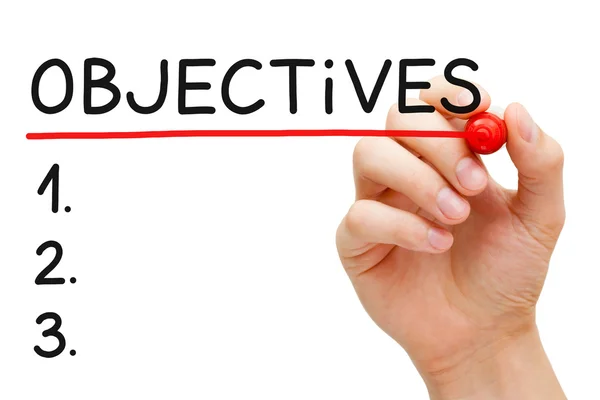 OBJECTiVES
1.
2.
3.